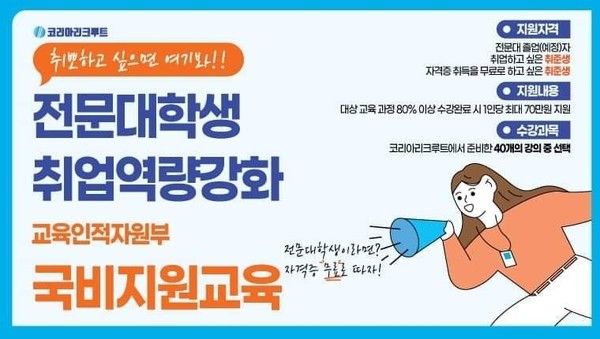 코리아리크루트
취뽀하고 싶으면 여기봐!!
전문대학생
취업역량강화
교육인적자원부
국비지원교육
지원자격
전문대 졸업(예정)자
취업하고 싶은 취준생
자격증 취득을 무료로 하고 싶은 취준생
지원내용
대상 교육 과정 80% 이상 수강완료 시 1인당 최대 70만원 지원
수강과목
코리아리크루트에서 준비한 40개의 강의 중 선택
전문대학생이라면?
자격증 무료로 따자!